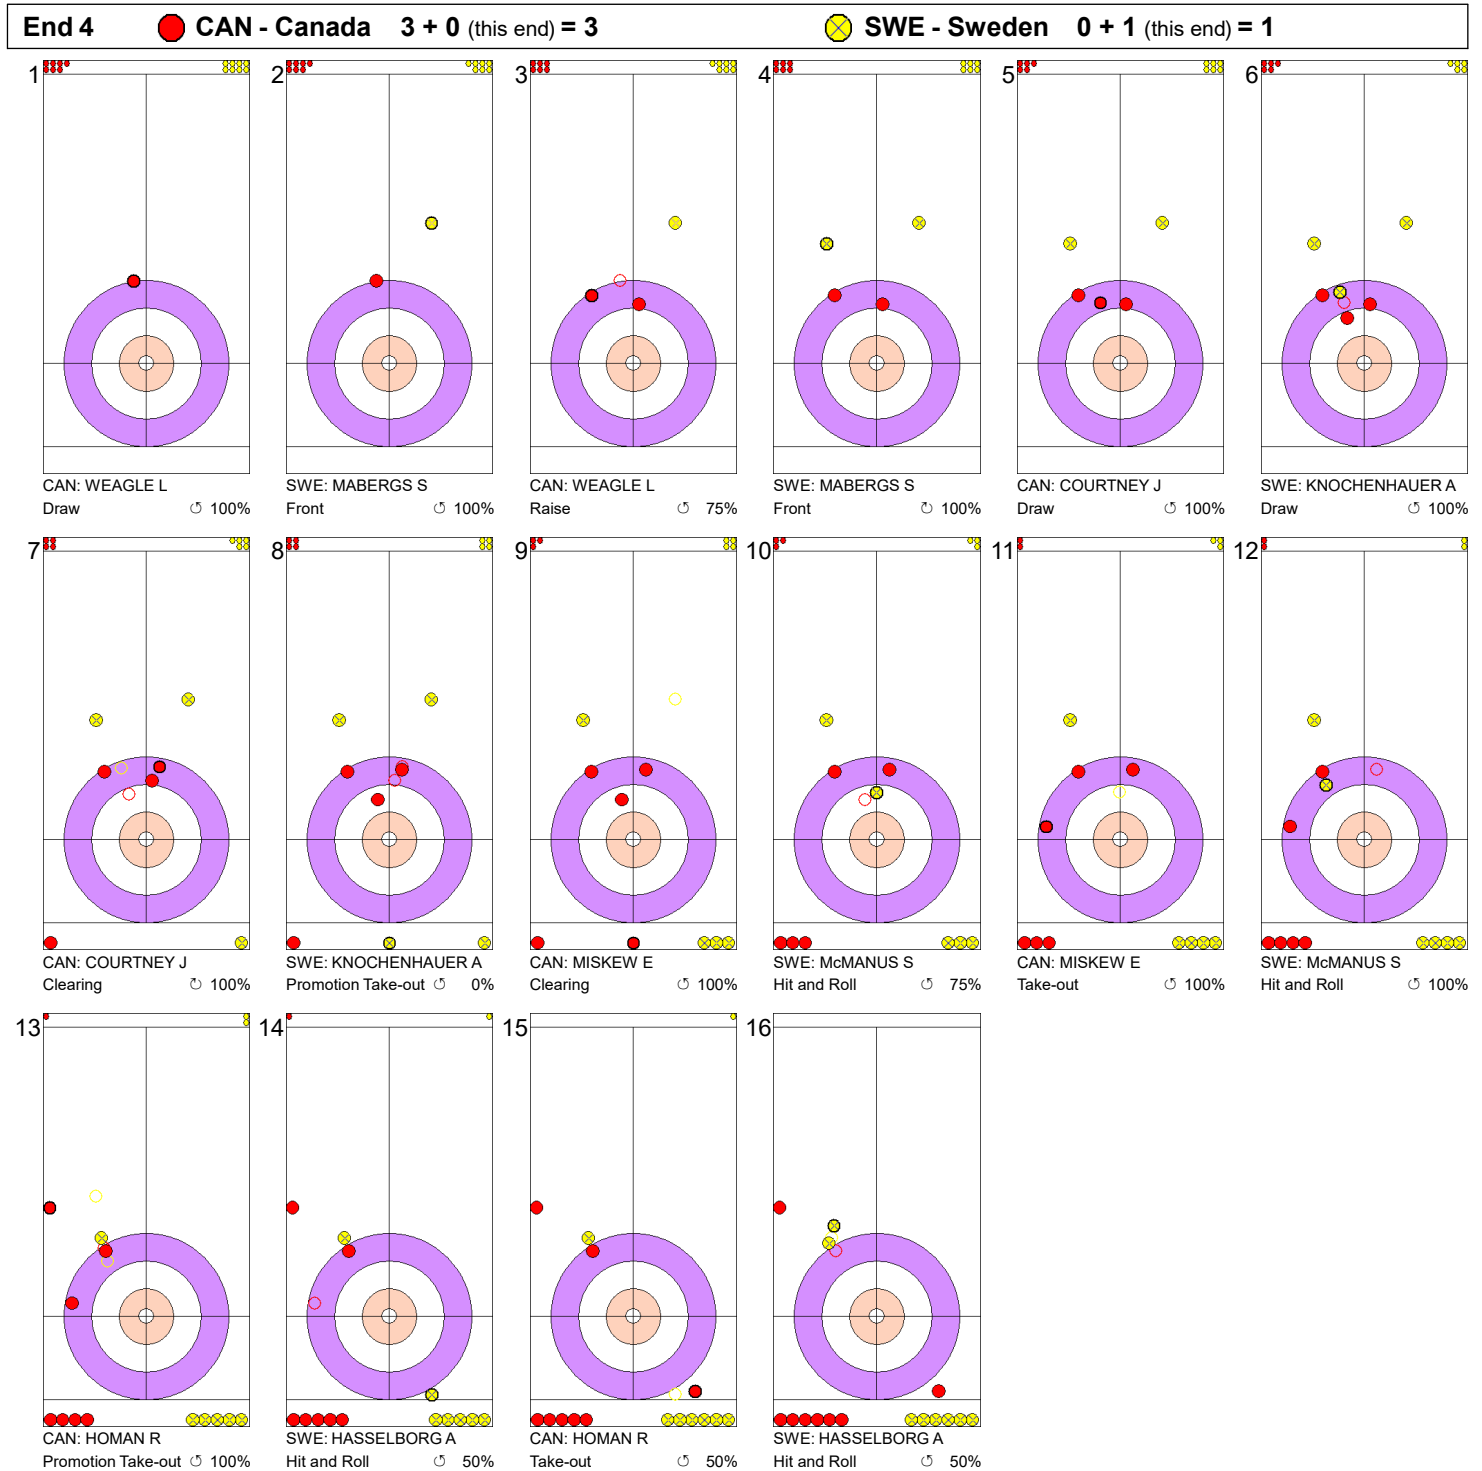 End 4 CAN - Canada 3 + 0 (this end) = 3 SWE - Sweden 0 + 1 (this end) = 1
1 2 3 4 5 6
CAN: WEAGLE L SWE: MABERGS S CAN: WEAGLE L SWE: MABERGS S CAN: COURTNEY J SWE: KNOCHENHAUER A
Draw ↺ 100% Front ↺ 100% Raise ↺ 75% Front ↻ 100% Draw ↺ 100% Draw ↺ 100%
7 8 9 10 11 12
CAN: COURTNEY J SWE: KNOCHENHAUER A CAN: MISKEW E SWE: McMANUS S CAN: MISKEW E SWE: McMANUS S
Clearing ↻ 100% Promotion Take-out ↺ 0% Clearing ↺ 100% Hit and Roll ↺ 75% Take-out ↺ 100% Hit and Roll ↺ 100%
13 14 15 16
CAN: HOMAN R SWE: HASSELBORG A CAN: HOMAN R SWE: HASSELBORG A
Promotion Take-out ↺ 100% Hit and Roll ↺ 50% Take-out ↺ 50% Hit and Roll ↺ 50%